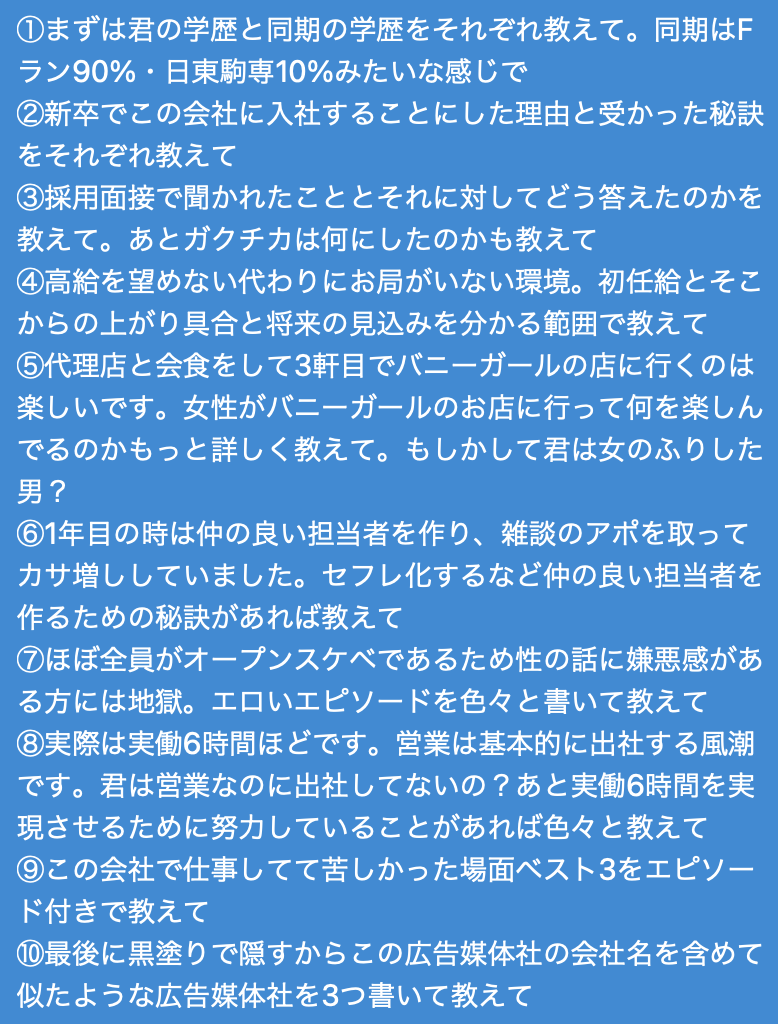 ①まずは君の学歴と同期の学歴をそれぞれ教えて。同期はF
ラン90%・日東駒専10%みたいな感じで
②新卒でこの会社に入社することにした理由と受かった秘訣
をそれぞれ教えて
③採用面接で聞かれたこととそれに対してどう答えたのかを
教えて。あとガクチカは何にしたのかも教えて
④高給を望めない代わりにお局がいない環境。初任給とそこ
からの上がり具合と将来の見込みを分かる範囲で教えて
⑤代理店と会食をして3軒目でバニーガールの店に行くのは
楽しいです。女性がバニーガールのお店に行って何を楽しん
でるのかもっと詳しく教えて。もしかして君は女のふりした
男？
⑥1年目の時は仲の良い担当者を作り、雑談のアポを取って
カサ増ししていました。セフレ化するなど仲の良い担当者を
作るための秘訣があれば教えて
⑦ほぼ全員がオープンスケベであるため性の話に嫌悪感があ
る方には地獄。エロいエピソードを色々と書いて教えて
⑧実際は実働6時間ほどです。営業は基本的に出社する風潮
です。君は営業なのに出社してないの？あと実働6時間を実
現させるために努力していることがあれば色々と教えて
⑨この会社で仕事してて苦しかった場面ベスト3をエピソー
ド付きで教えて
⑩最後に黒塗りで隠すからこの広告媒体社の会社名を含めて
似たような広告媒体社を3つ書いて教えて